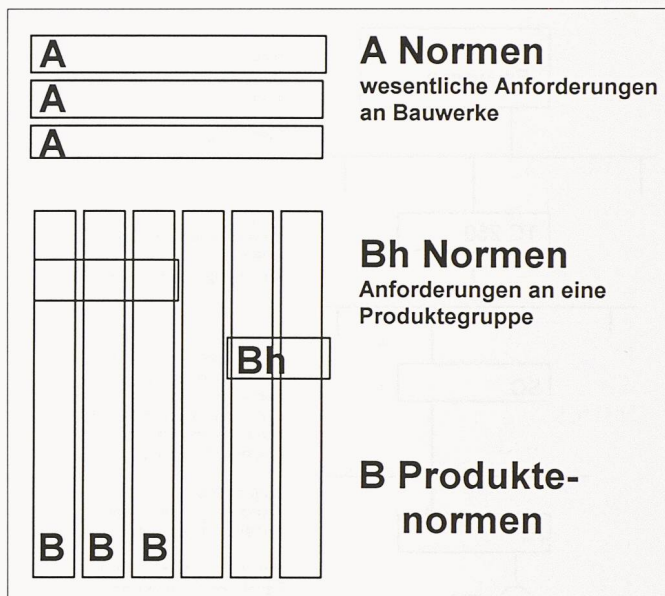 A
A
A
A Normen
wesentliche Anforderungen
an Bauwerke
Bh Normen
Anforderungen an eine
Produktegruppe
Bh
B Produkte-
normen
B B B